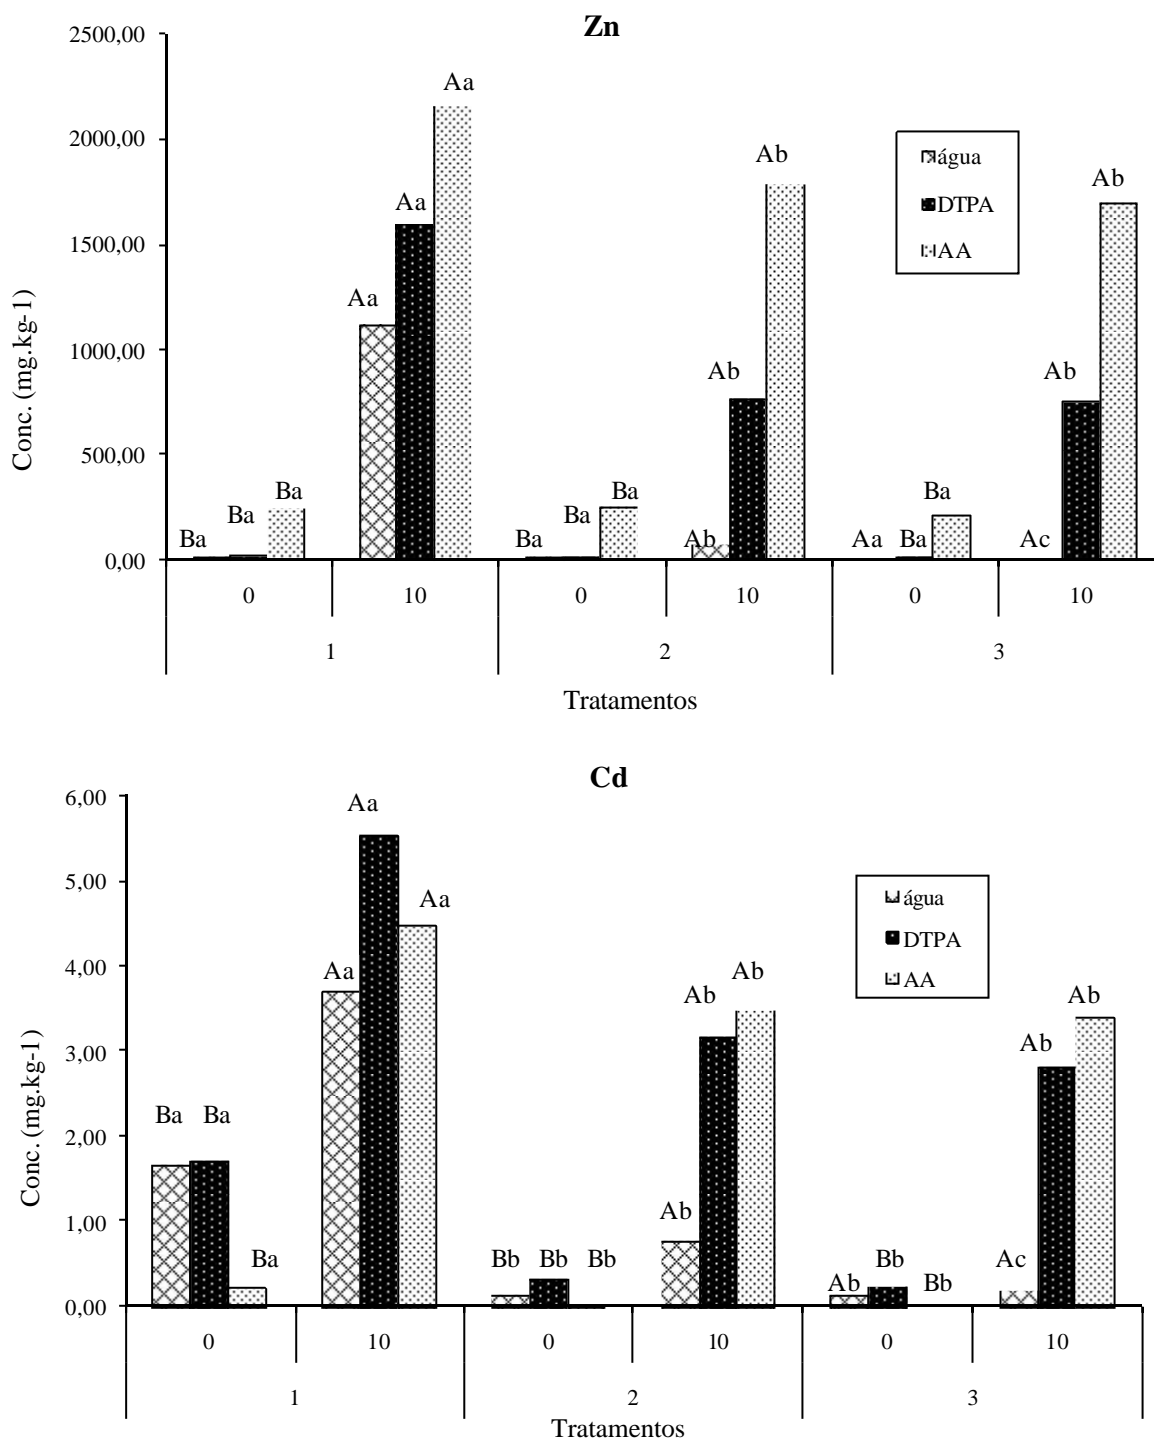 Zn
2500,00
2000,00
1500,00
1000,00
500,00
0,00
Conc. (mg.kg-1)
Ba Ba Ba Aa Aa Aa Ba Ba Ba Ab Ab Ab Aa Ba Ba Ac Ab Ab
água
DTPA
AA
0 10 0 10 0 10
1 2 3
Tratamentos
Cd
6,00
5,00
4,00
3,00
2,00
1,00
0,00
Conc. (mg.kg-1)
Ba Ba Ba Aa Aa Aa Bb Bb Bb Ab Ab Ab Ab Bb Bb Ac Ab Ab
água
DTPA
AA
0 10 0 10 0 10
1 2 3
Tratamentos